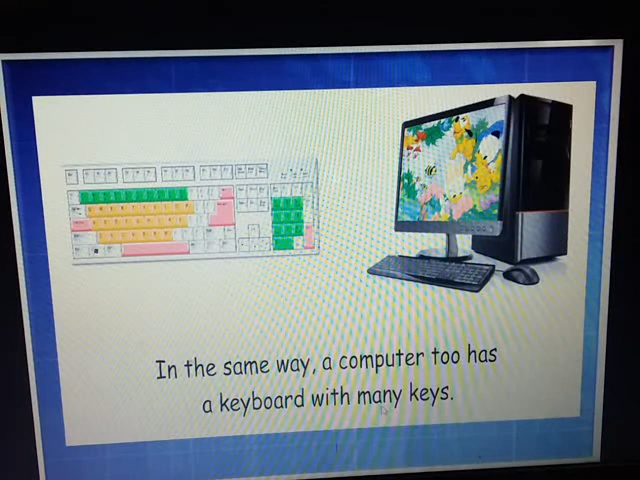 In the same way, a computer too has
a keyboard with many keys.